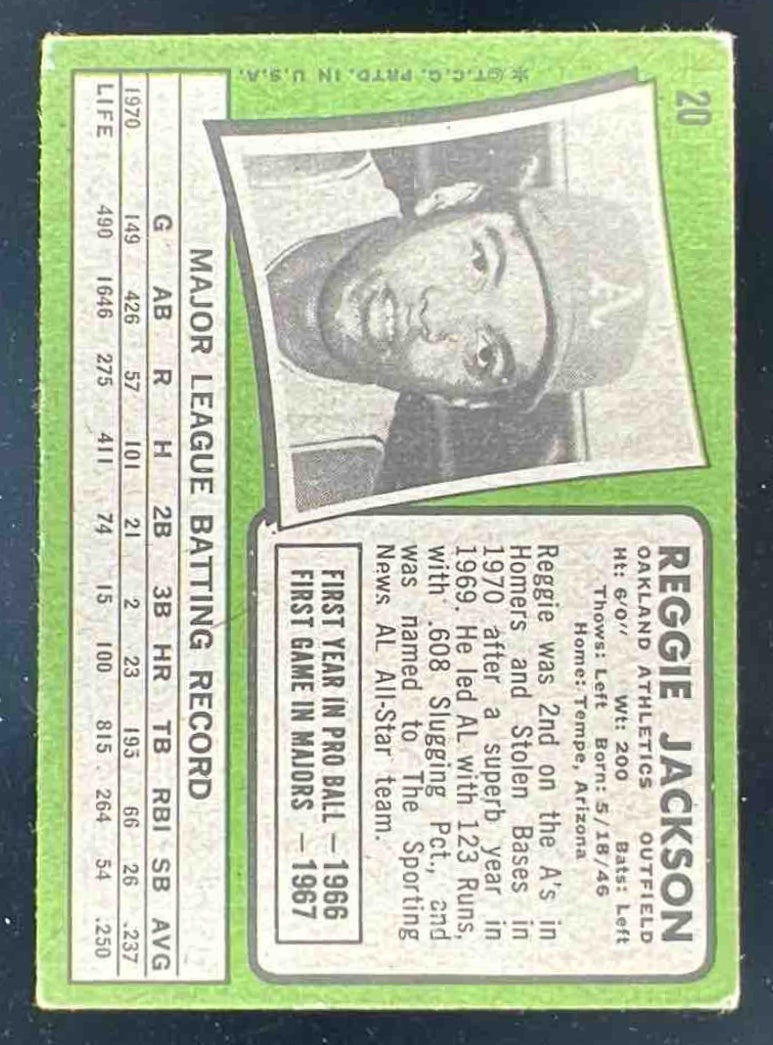 20
*©T.C.G. PRTD. IN U.S.A.
A
REGGIE JACKSON
OAKLAND ATHLETICS OUTFIELD
Ht: 6'0" Wt: 200 Bats: Left
Thows: Left Born: 5/18/46
Home: Tempe, Arizona
Reggie was 2nd on the A's in
Homers and Stolen Bases in
1970 after a superb year in
1969. He led AL with 123 Runs,
with .608 Slugging Pct., and
was named to The Sporting
News AL All-Star team.
FIRST YEAR IN PRO BALL — 1966
FIRST GAME IN MAJORS — 1967
MAJOR LEAGUE BATTING RECORD
G AB R H 2B 3B HR TB RBI SB AVG
1970 149 426 57 101 21 2 23 195 66 26 .237
LIFE 490 1646 275 411 74 15 100 815 264 54 .250